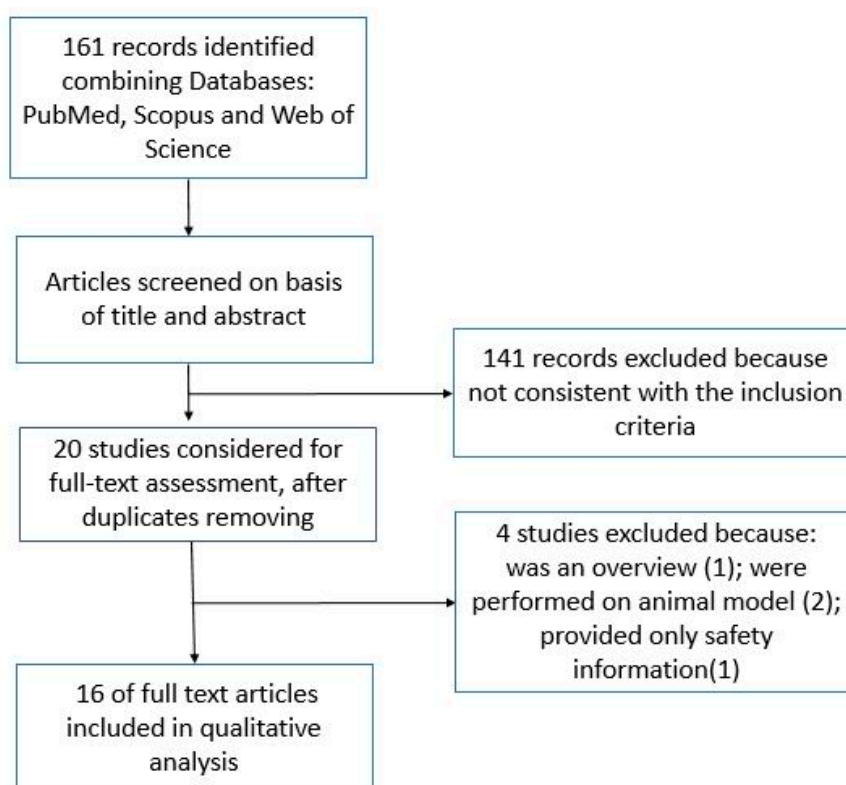 161 records identified
combining Databases:
PubMed, Scopus and Web of
Science
Articles screened on basis
of title and abstract
141 records excluded because
not consistent with the inclusion
criteria
20 studies considered for
full-text assessment, after
duplicates removing
4 studies excluded because:
was an overview (1); were
performed on animal model (2);
provided only safety
information(1)
16 of full text articles
included in qualitative
analysis